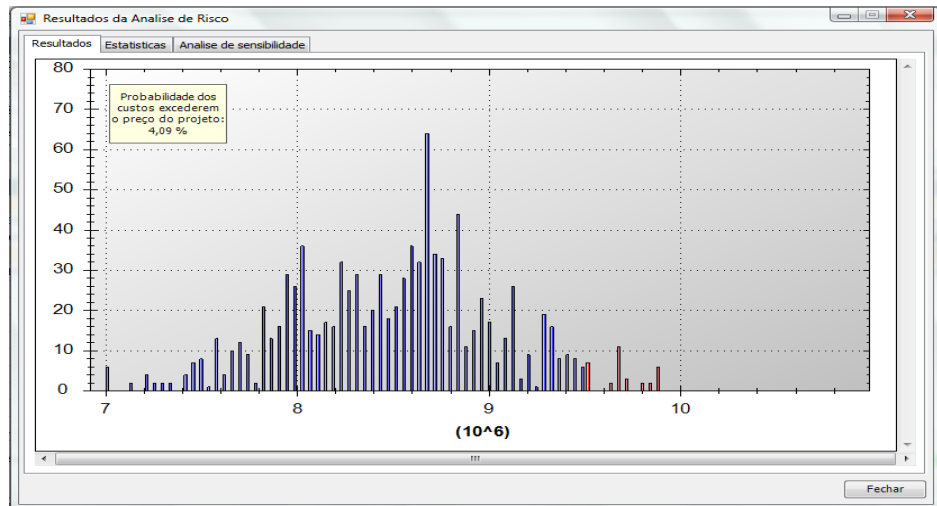 Resultados da Analise de Risco
Resultados
Estatisticas
Analise de sensibilidade
80
Probabilidade dos
custos excederem
o preço do projeto:
4,09 %
70
60
50
40
30
20
10
0
7
8
9
10
(10^6)
Fechar